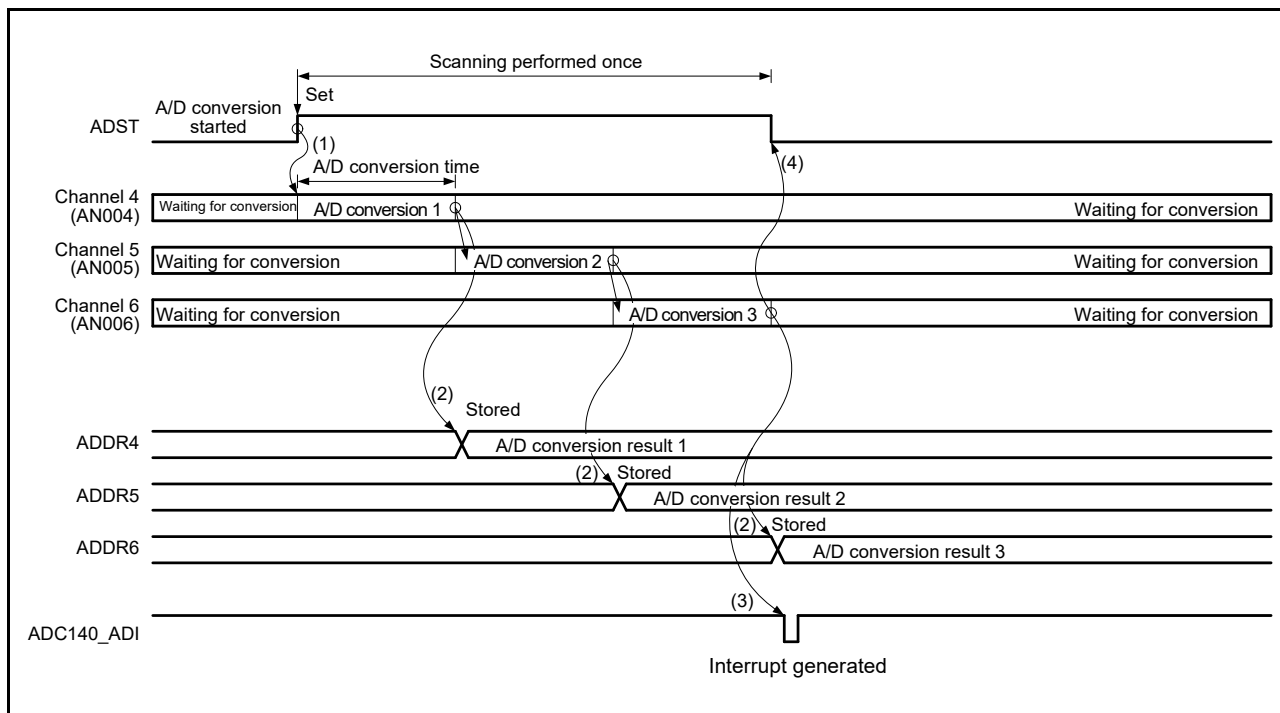 Scanning performed once
Set
A/D conversion
started
ADST
(1)
(4)
A/D conversion time
Channel 4
(AN004)
Waiting for conversion
A/D conversion 1
Waiting for conversion
Channel 5
(AN005)
Waiting for conversion
A/D conversion 2
Waiting for conversion
Channel 6
(AN006)
Waiting for conversion
A/D conversion 3
Waiting for conversion
(2)
Stored
ADDR4
A/D conversion result 1
(2)
Stored
ADDR5
A/D conversion result 2
(2)
Stored
ADDR6
A/D conversion result 3
(3)
ADC140_ADI
Interrupt generated